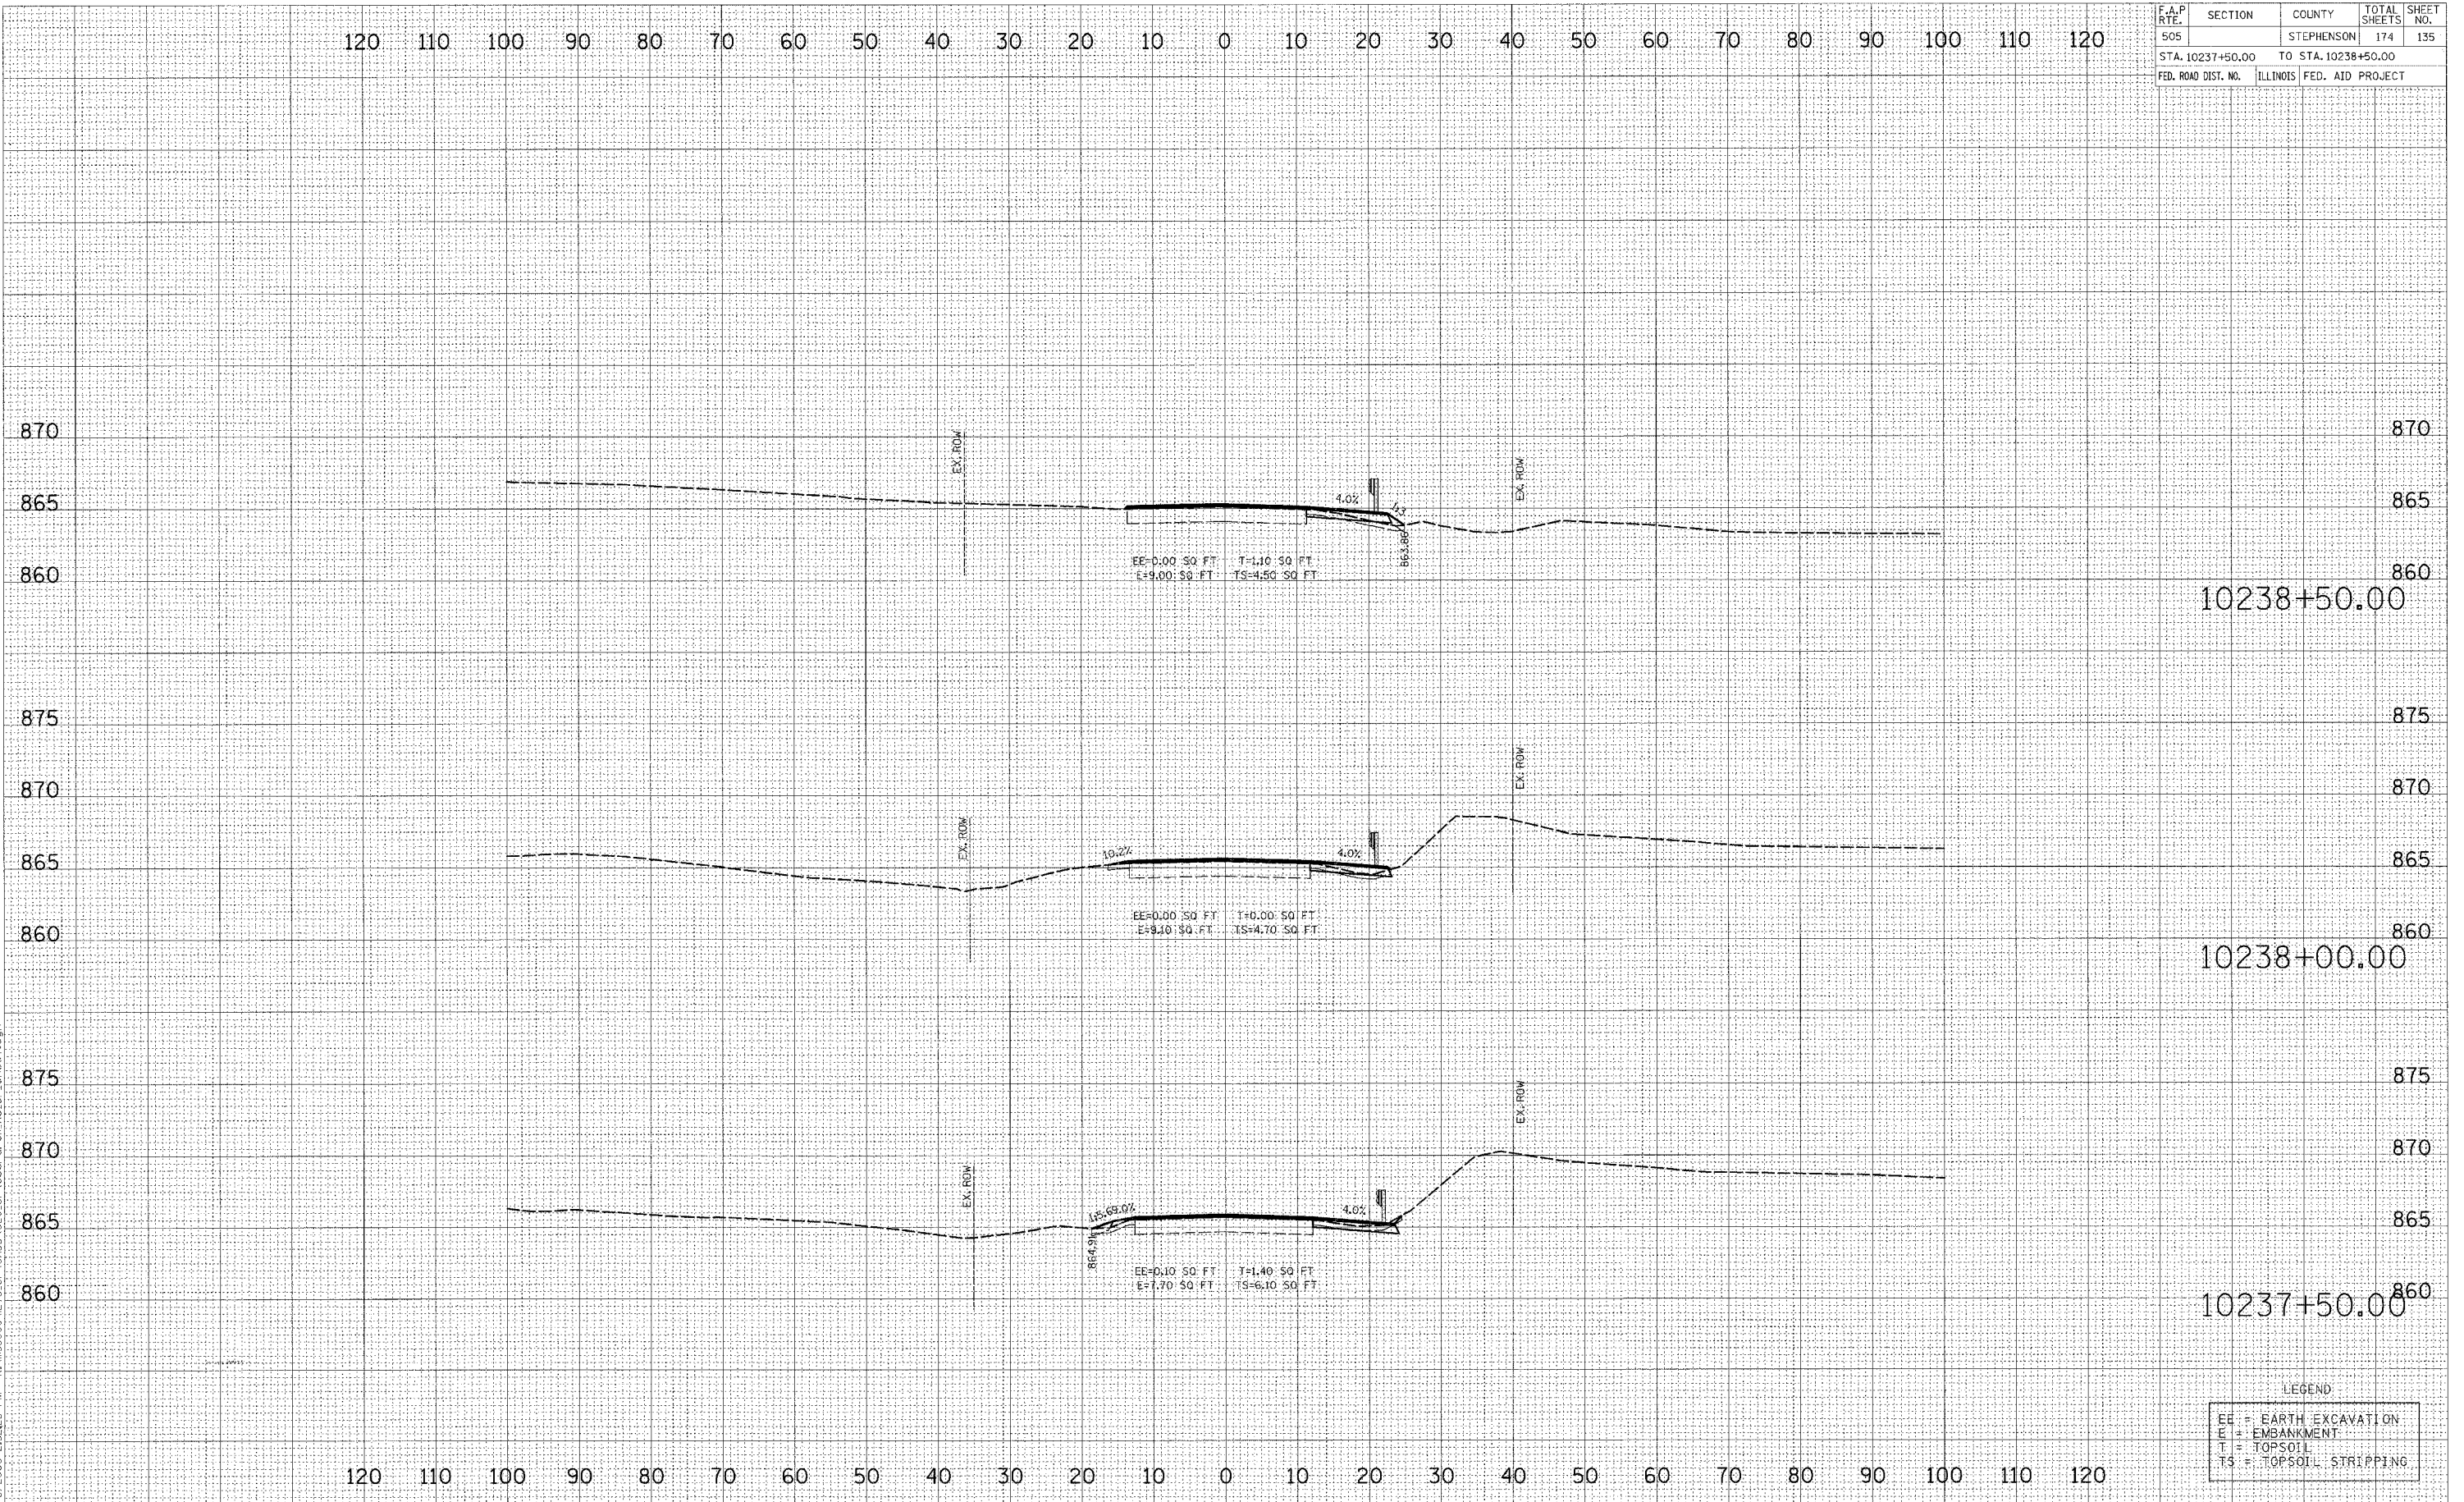 F.A.P. RTE. SECTION COUNTY TOTAL SHEETS SHEET NO.
505 STEPHENSON 174 135
STA. 10237+50.00 TO STA. 10238+50.00
FED. ROAD DIST. NO. ILLINOIS FED. AID PROJECT
120 110 100 90 80 70 60 50 40 30 20 10 0 10 20 30 40 50 60 70 80 90 100 110 120
870 870
EX. ROW EX. ROW
865 4.0% 1:3 865
863.86
EE=0.00 SQ FT T=1.10 SQ FT
E=9.00 SQ FT TS=4.50 SQ FT
860 860
10238+50.00
875 875
EX. ROW
870 870
EX. ROW
865 10.2% 4.0% 865
EE=0.00 SQ FT T=0.00 SQ FT
E=9.10 SQ FT TS=4.70 SQ FT
860 860
10238+00.00
875 875
EX. ROW
870 870
EX. ROW
865 1:5.6 9.0% 4.0% 865
864.91
EE=0.10 SQ FT T=1.40 SQ FT
E=7.70 SQ FT TS=6.10 SQ FT
860 860
10237+50.00
LEGEND
EE = EARTH EXCAVATION
E = EMBANKMENT
T = TOPSOIL
TS = TOPSOIL STRIPPING
120 110 100 90 80 70 60 50 40 30 20 10 0 10 20 30 40 50 60 70 80 90 100 110 120